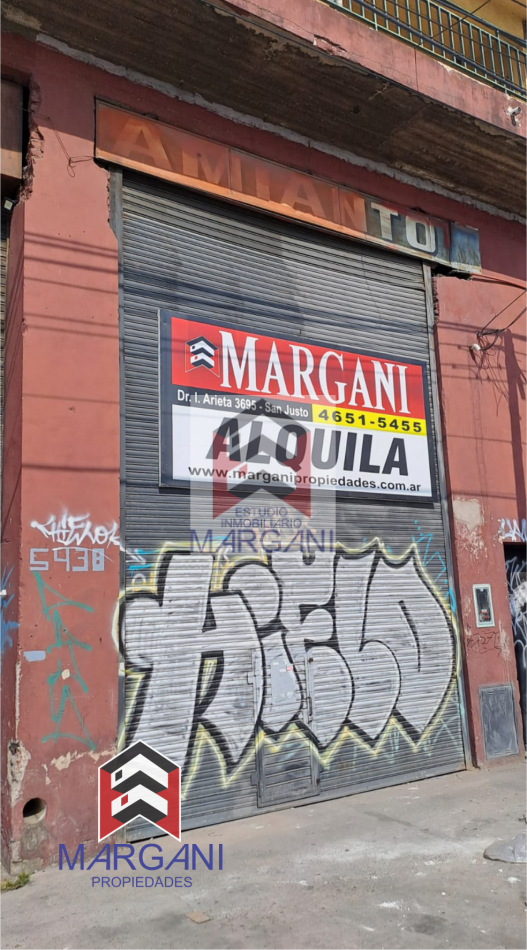 AMIANTO
MARGANI
Dr. I. Arieta 3695 - San Justo 4651-5455
ALQUILA
www.marganipropiedades.com.ar
ESTUDIO
INMOBILIARIO
MARGANI
5938
HiELO
MARGANI
PROPIEDADES